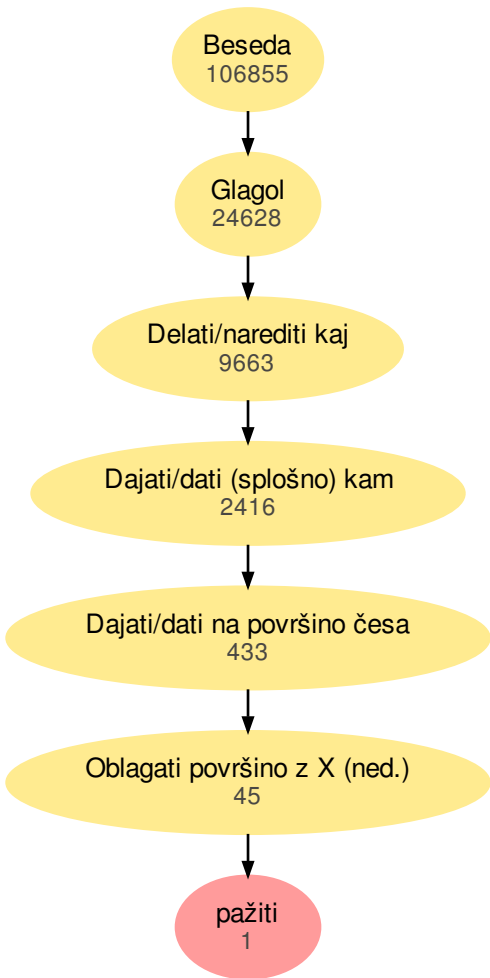 Beseda
106855
Glagol
24628
Delati/narediti kaj
9663
Dajati/dati (splošno) kam
2416
Dajati/dati na površino česa
433
Oblagati površino z X (ned.)
45
pažiti
1